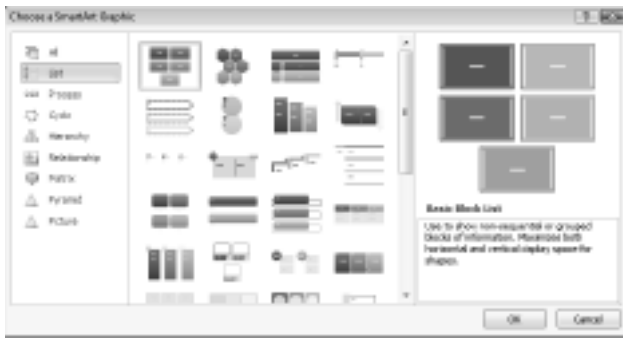 Choose a SmartArt Graphic
All
List
Process
Cycle
Hierarchy
Relationship
Matrix
Pyramid
Picture
Basic Block List
Use to show non-sequential or grouped
blocks of information. Maximizes both
horizontal and vertical display space for
shapes.
OK
Cancel